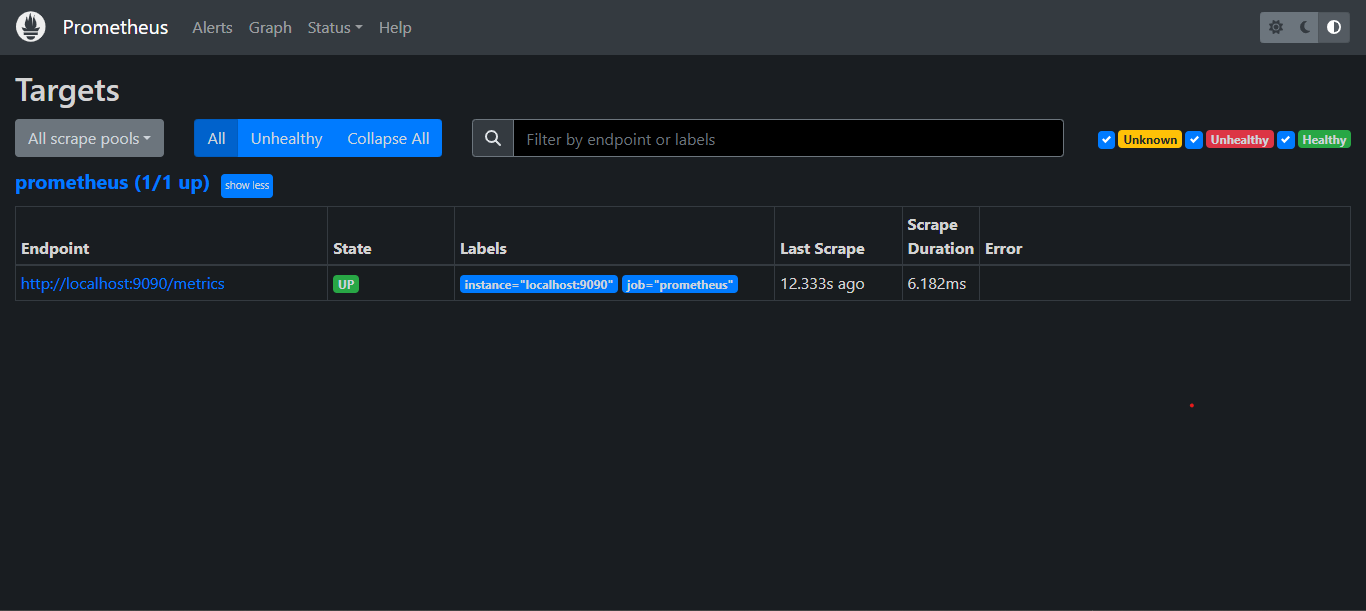 Prometheus Alerts Graph Status Help
Targets
All scrape pools All Unhealthy Collapse All Filter by endpoint or labels Unknown Unhealthy Healthy
prometheus (1/1 up) show less
Endpoint State Labels Last Scrape Scrape Duration Error
http://localhost:9090/metrics UP instance="localhost:9090" job="prometheus" 12.333s ago 6.182ms